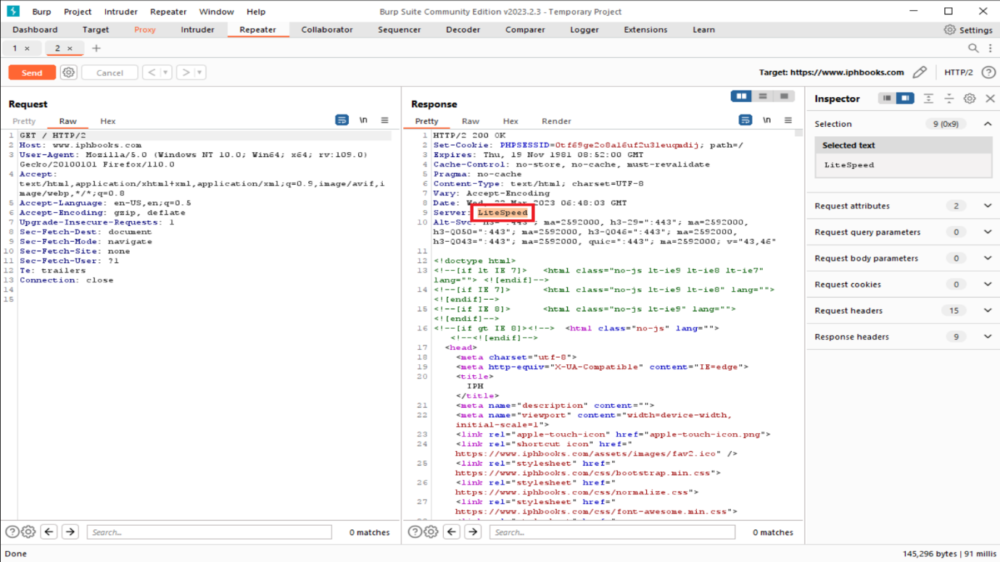 Burp Project Intruder Repeater Window Help Burp Suite Community Edition v2023.2.3 - Temporary Project
Dashboard Target Proxy Intruder Repeater Collaborator Sequencer Decoder Comparer Logger Extensions Learn Settings
1 × 2 × +
Send Cancel < > Target: https://www.iphbooks.com HTTP/2 ?
Request
Pretty Raw Hex \n
1 GET / HTTP/2
2 Host: www.iphbooks.com
3 User-Agent: Mozilla/5.0 (Windows NT 10.0; Win64; x64; rv:109.0)
Gecko/20100101 Firefox/110.0
4 Accept:
text/html,application/xhtml+xml,application/xml;q=0.9,image/avif,i
mage/webp,*/*;q=0.8
5 Accept-Language: en-US,en;q=0.5
6 Accept-Encoding: gzip, deflate
7 Upgrade-Insecure-Requests: 1
8 Sec-Fetch-Dest: document
9 Sec-Fetch-Mode: navigate
10 Sec-Fetch-Site: none
11 Sec-Fetch-User: ?1
12 Te: trailers
13 Connection: close
14
15
Search... 0 matches
Response
Pretty Raw Hex Render \n
1 HTTP/2 200 OK
2 Set-Cookie: PHPSESSID=0tf69ge2o8al6uf2u3leuqmdij; path=/
3 Expires: Thu, 19 Nov 1981 08:52:00 GMT
4 Cache-Control: no-store, no-cache, must-revalidate
5 Pragma: no-cache
6 Content-Type: text/html; charset=UTF-8
7 Vary: Accept-Encoding
8 Date: Wed, 22 Mar 2023 06:48:03 GMT
9 Server: LiteSpeed
10 Alt-Svc: h3=":443"; ma=2592000, h3-29=":443"; ma=2592000,
h3-Q050=":443"; ma=2592000, h3-Q046=":443"; ma=2592000,
h3-Q043=":443"; ma=2592000, quic=":443"; ma=2592000; v="43,46"
11
12 <!doctype html>
13 <!--[if lt IE 7]> <html class="no-js lt-ie9 lt-ie8 lt-ie7"
lang=""> <![endif]-->
14 <!--[if IE 7]> <html class="no-js lt-ie9 lt-ie8" lang="">
<![endif]-->
15 <!--[if IE 8]> <html class="no-js lt-ie9" lang="">
<![endif]-->
16 <!--[if gt IE 8]><!--> <html class="no-js" lang="">
<!--<![endif]-->
17 <head>
18 <meta charset="utf-8">
19 <meta http-equiv="X-UA-Compatible" content="IE=edge">
20 <title>
IPH
</title>
21 <meta name="description" content="">
22 <meta name="viewport" content="width=device-width,
initial-scale=1">
23 <link rel="apple-touch-icon" href="apple-touch-icon.png">
24 <link rel="shortcut icon" href="
https://www.iphbooks.com/assets/images/fav2.ico" />
25 <link rel="stylesheet" href="
https://www.iphbooks.com/css/bootstrap.min.css">
26 <link rel="stylesheet" href="
https://www.iphbooks.com/css/normalize.css">
27 <link rel="stylesheet" href="
https://www.iphbooks.com/css/font-awesome.min.css">
Search... 0 matches
Inspector
Selection 9 (0x9)
Selected text
LiteSpeed
Request attributes 2
Request query parameters 0
Request body parameters 0
Request cookies 0
Request headers 15
Response headers 9
Done 145,296 bytes | 91 millis